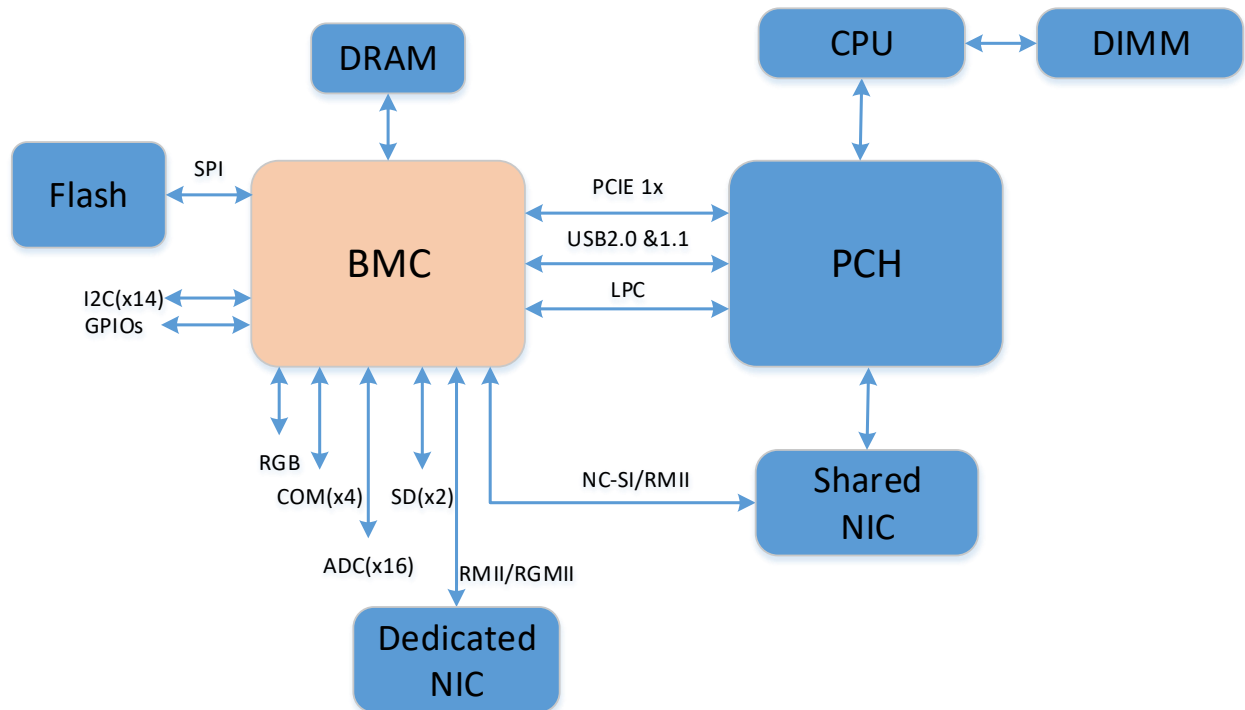 DRAM
CPU
DIMM
Flash
SPI
BMC
PCIE 1x
USB2.0 &1.1
LPC
PCH
I2C(x14)
GPIOs
RGB
COM(x4)
SD(x2)
ADC(x16)
RMII/RGMII
NC-SI/RMII
Shared
NIC
Dedicated
NIC